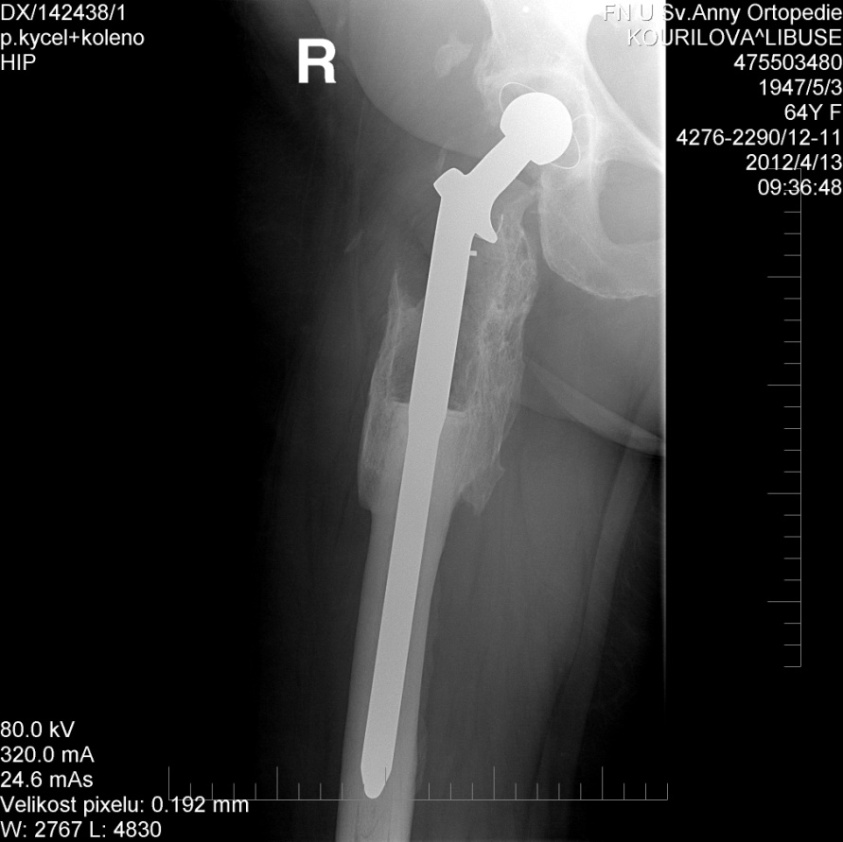 DX/142438/1
p.kycel+koleno
HIP
R
FN U Sv.Anny Ortopedie
KOURILOVA^LIBUSE
475503480
1947/5/3
64Y F
4276-2290/12-11
2012/4/13
09:36:48
80.0 kV
320.0 mA
24.6 mAs
Velikost pixelu: 0.192 mm
W: 2767 L: 4830